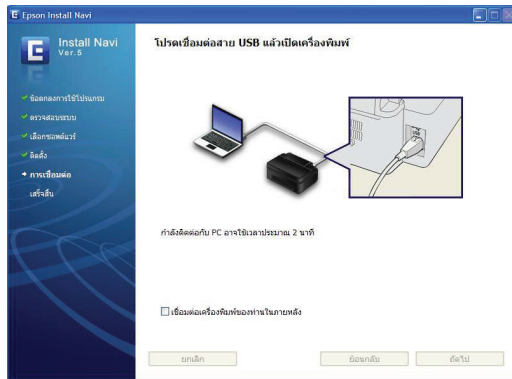 Epson Install Navi
Install Navi
Ver.5
ข้อตกลงการใช้โปรแกรม
ตรวจสอบระบบ
เลือกซอฟต์แวร์
ติดตั้ง
การเชื่อมต่อ
เสร็จสิ้น
โปรดเชื่อมต่อสาย USB แล้วเปิดเครื่องพิมพ์
USB
กำลังติดต่อกับ PC อาจใช้เวลาประมาณ 2 นาที
เชื่อมต่อเครื่องพิมพ์ของท่านในภายหลัง
ยกเลิก
ย้อนกลับ
ถัดไป